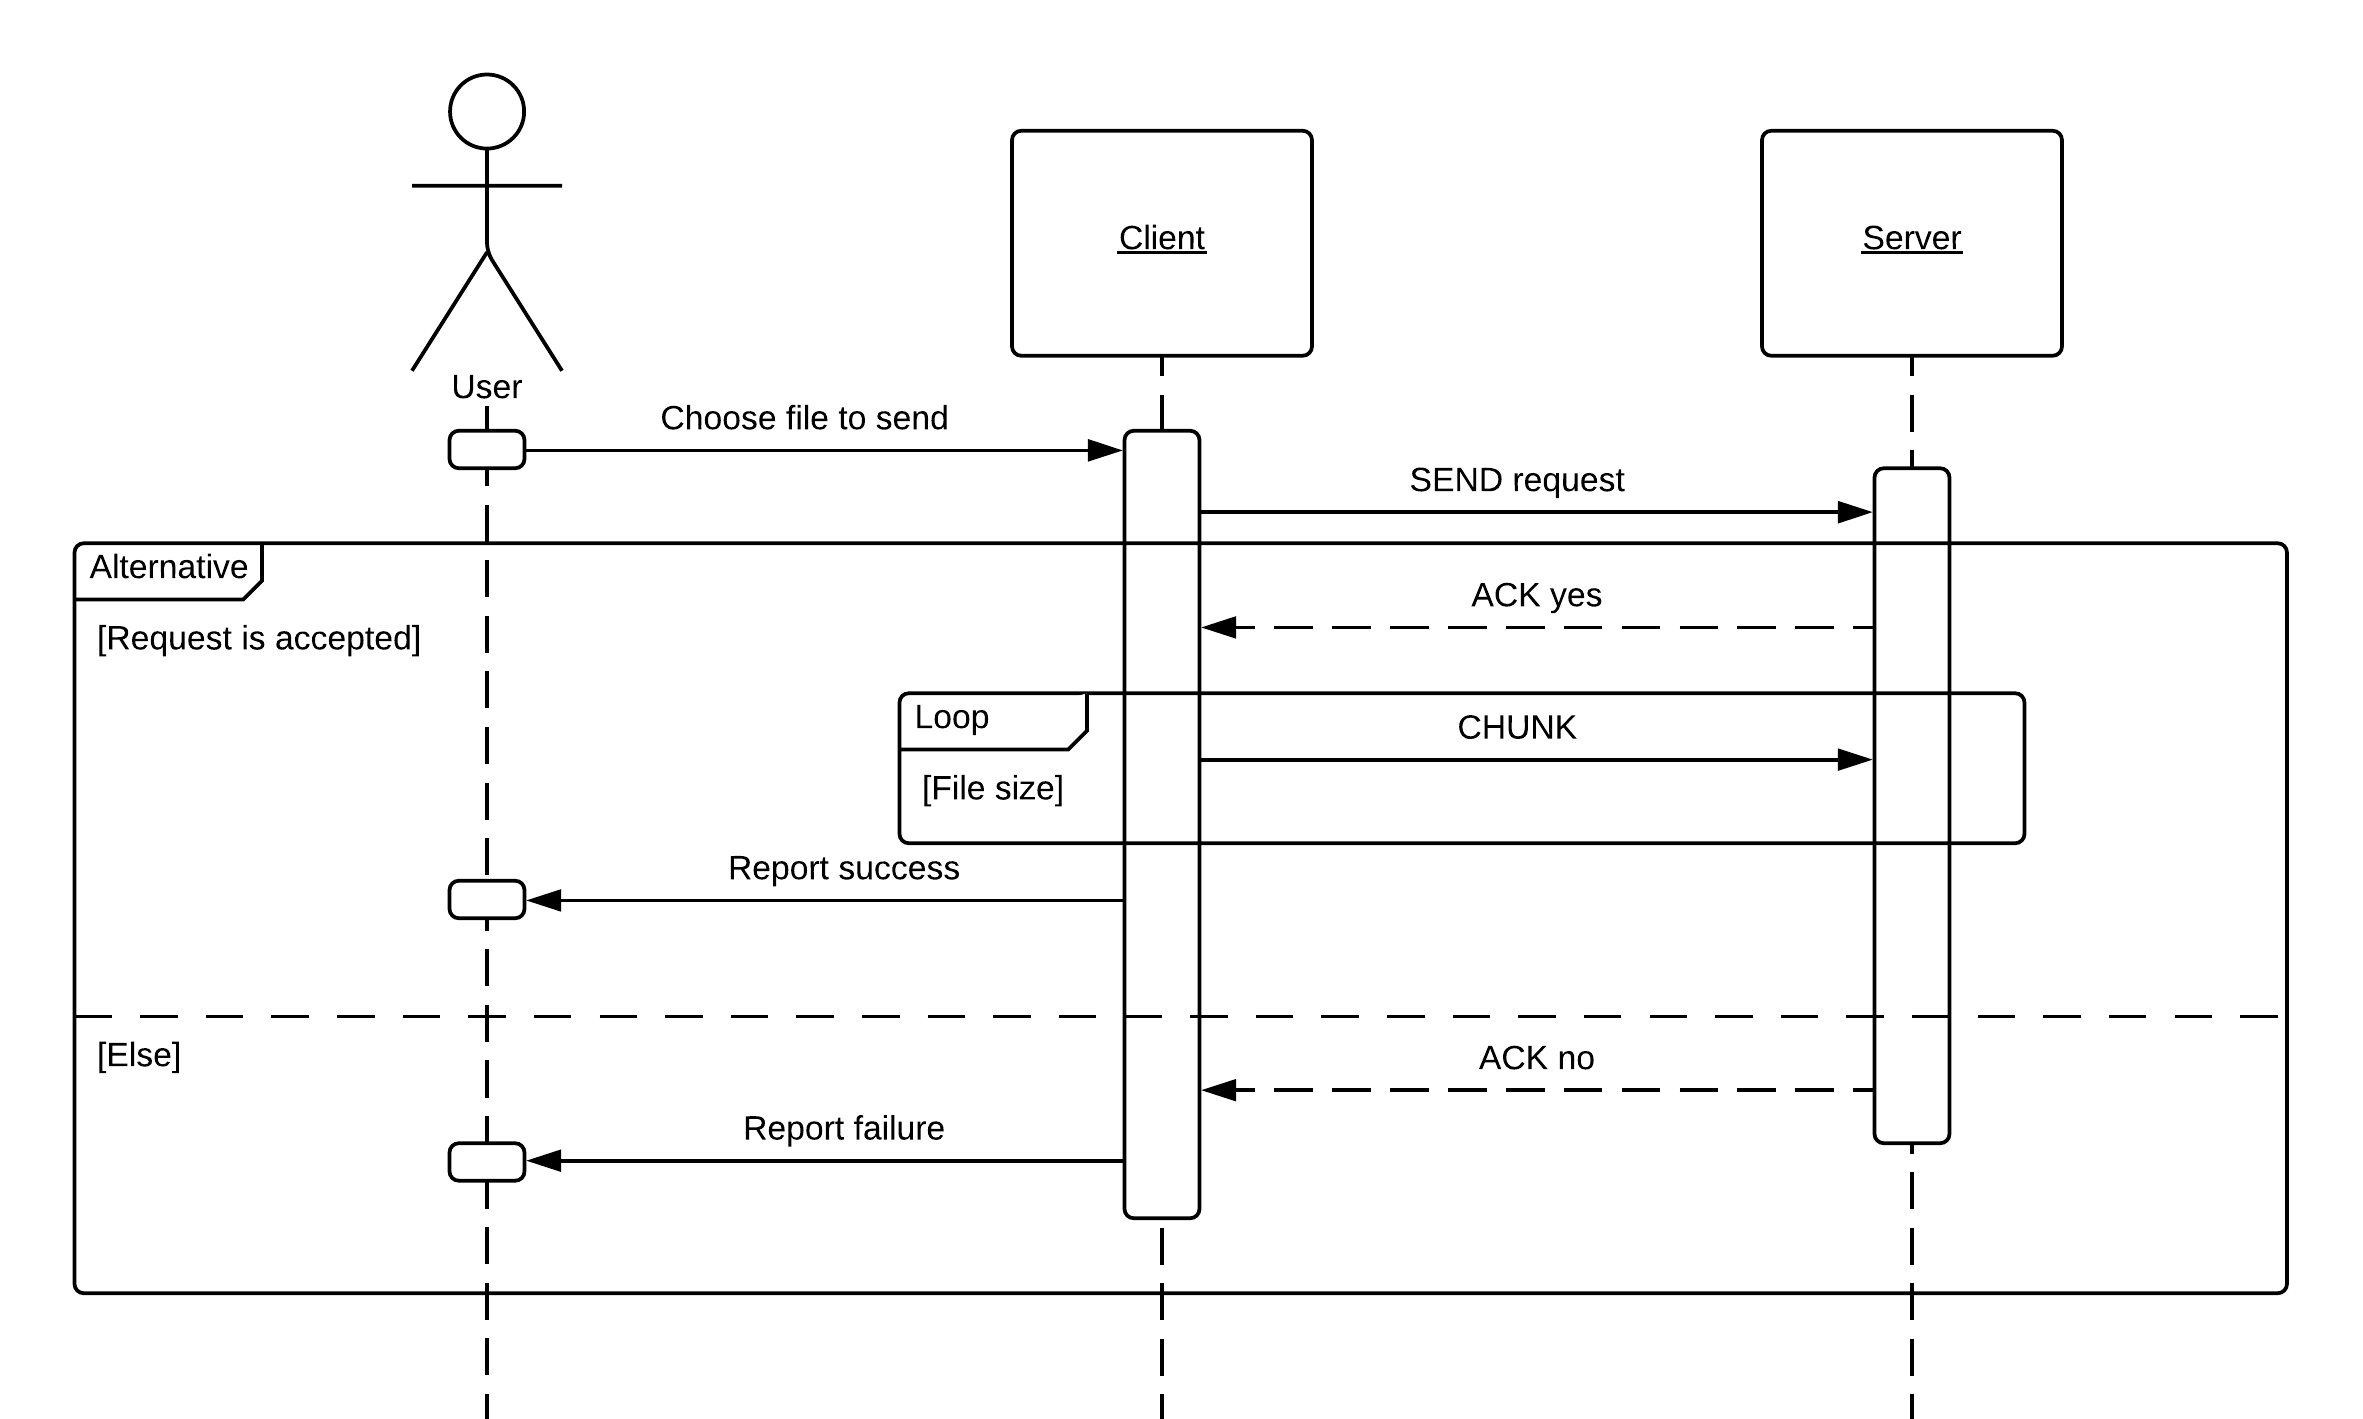 Client
Server
User
Choose file to send
SEND request
Alternative
ACK yes
[Request is accepted]
Loop
CHUNK
[File size]
Report success
[Else]
ACK no
Report failure